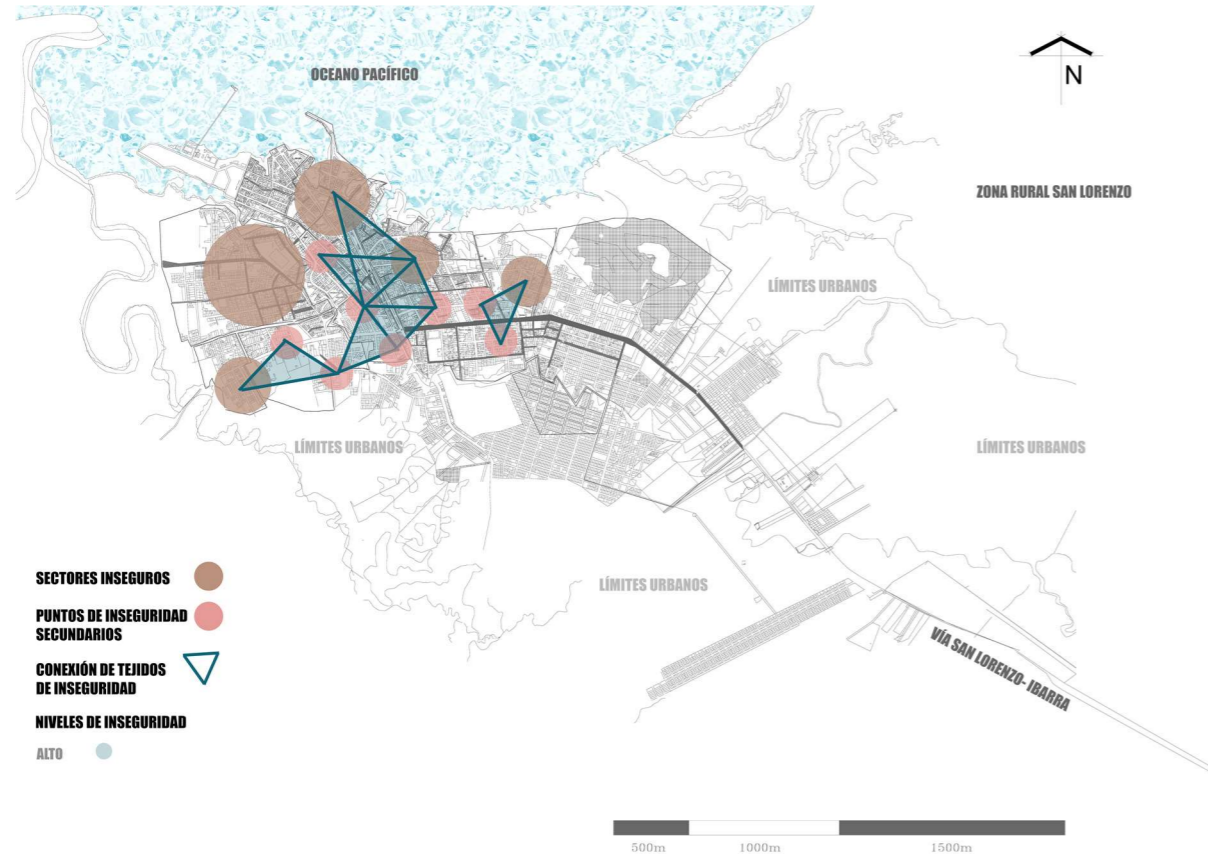 OCEANO PACÍFICO
N
ZONA RURAL SAN LORENZO
LÍMITES URBANOS
LÍMITES URBANOS
LÍMITES URBANOS
LÍMITES URBANOS
VÍA SAN LORENZO- IBARRA
SECTORES INSEGUROS
PUNTOS DE INSEGURIDAD
SECUNDARIOS
CONEXIÓN DE TEJIDOS
DE INSEGURIDAD
NIVELES DE INSEGURIDAD
ALTO
500m
1000m
1500m